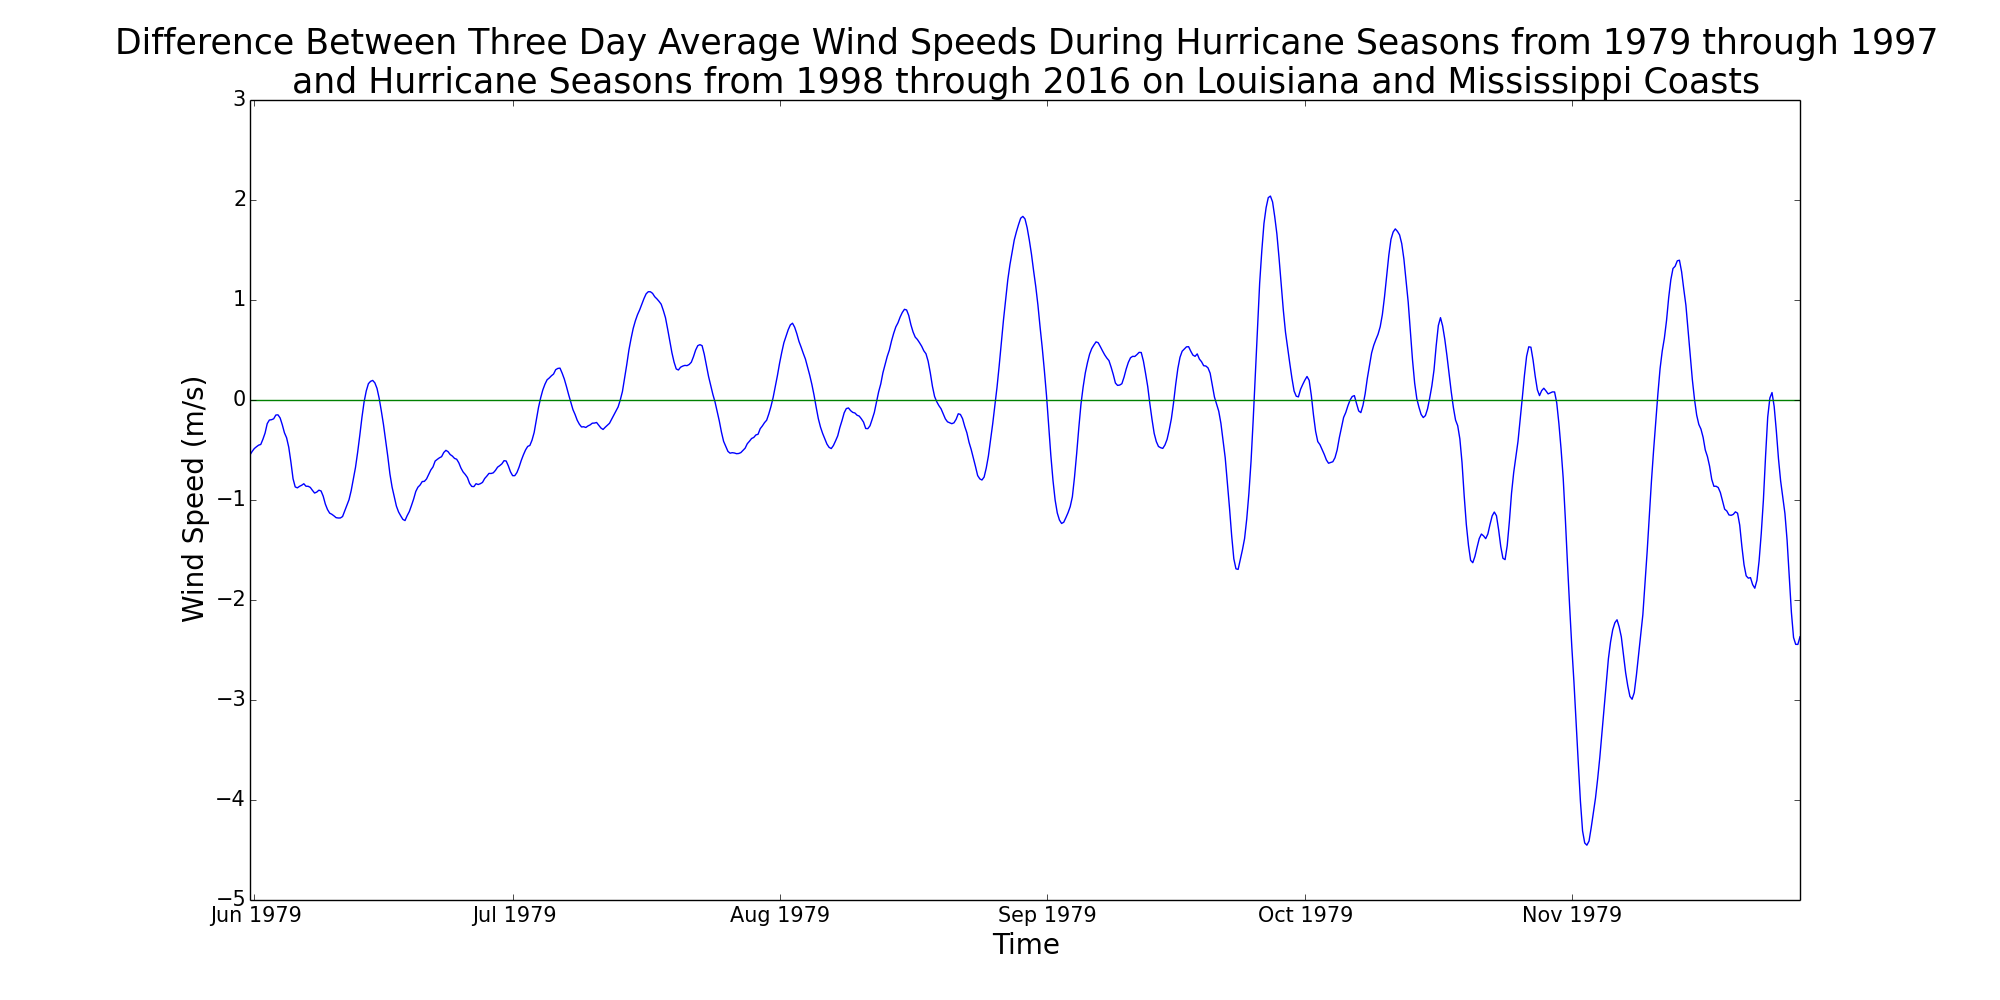 Difference Between Three Day Average Wind Speeds During Hurricane Seasons from 1979 through 1997
and Hurricane Seasons from 1998 through 2016 on Louisiana and Mississippi Coasts
3
2
1
0
−1
−2
−3
−4
−5
Wind Speed (m/s)
Jun 1979 Jul 1979 Aug 1979 Sep 1979 Oct 1979 Nov 1979
Time